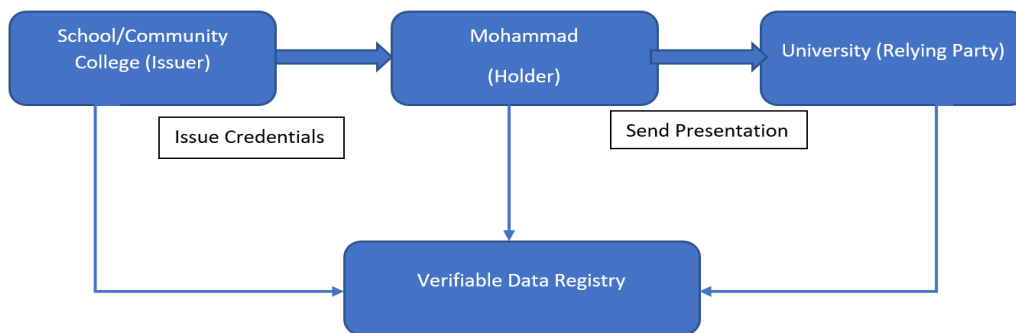 School/Community
College (Issuer)
Mohammad
(Holder)
University (Relying Party)
Issue Credentials
Send Presentation
Verifiable Data Registry